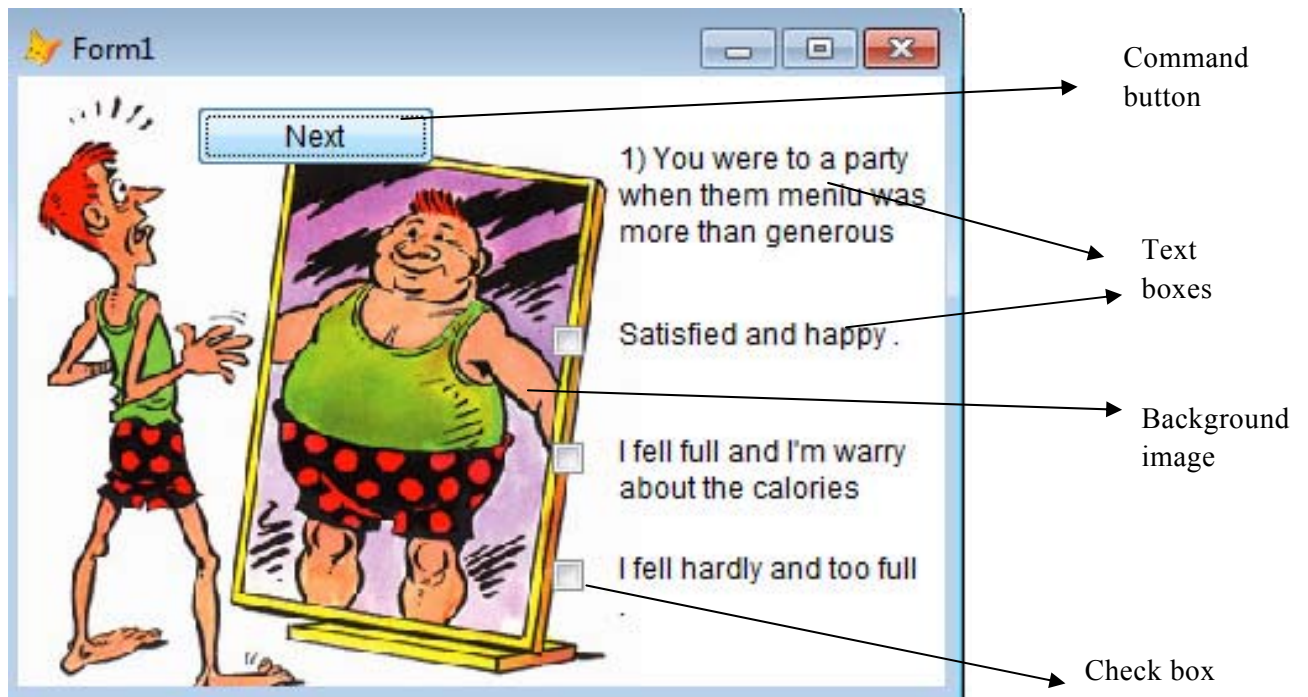 Form1
Next
1) You were to a party
when them meniu was
more than generous
Satisfied and happy .
I fell full and I'm warry
about the calories
I fell hardly and too full
.
Command
button
Text
boxes
Background
image
Check box